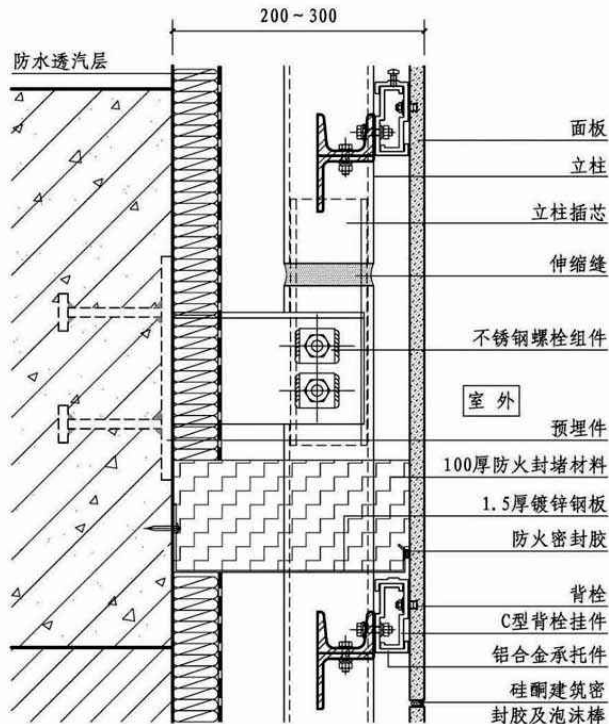 200～300
防水透汽层
面板
立柱
立柱插芯
伸缩缝
不锈钢螺栓组件
室外
预埋件
100厚防火封堵材料
1.5厚镀锌钢板
防火密封胶
背栓
C型背栓挂件
铝合金承托件
硅酮建筑密
封胶及泡沫棒